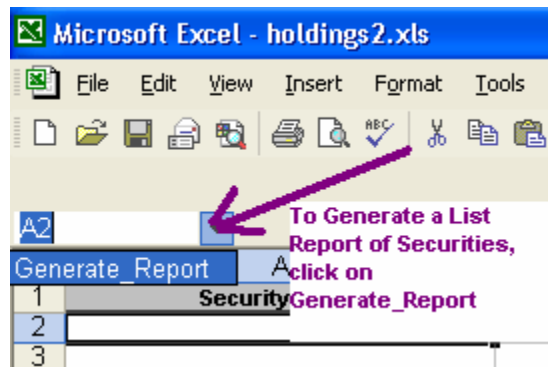 Microsoft Excel - holdings2.xls
File Edit View Insert Format Tools
ABC
A2
To Generate a List
Report of Securities,
click on
Generate_Report
Generate_Report A
1 Security
2
3